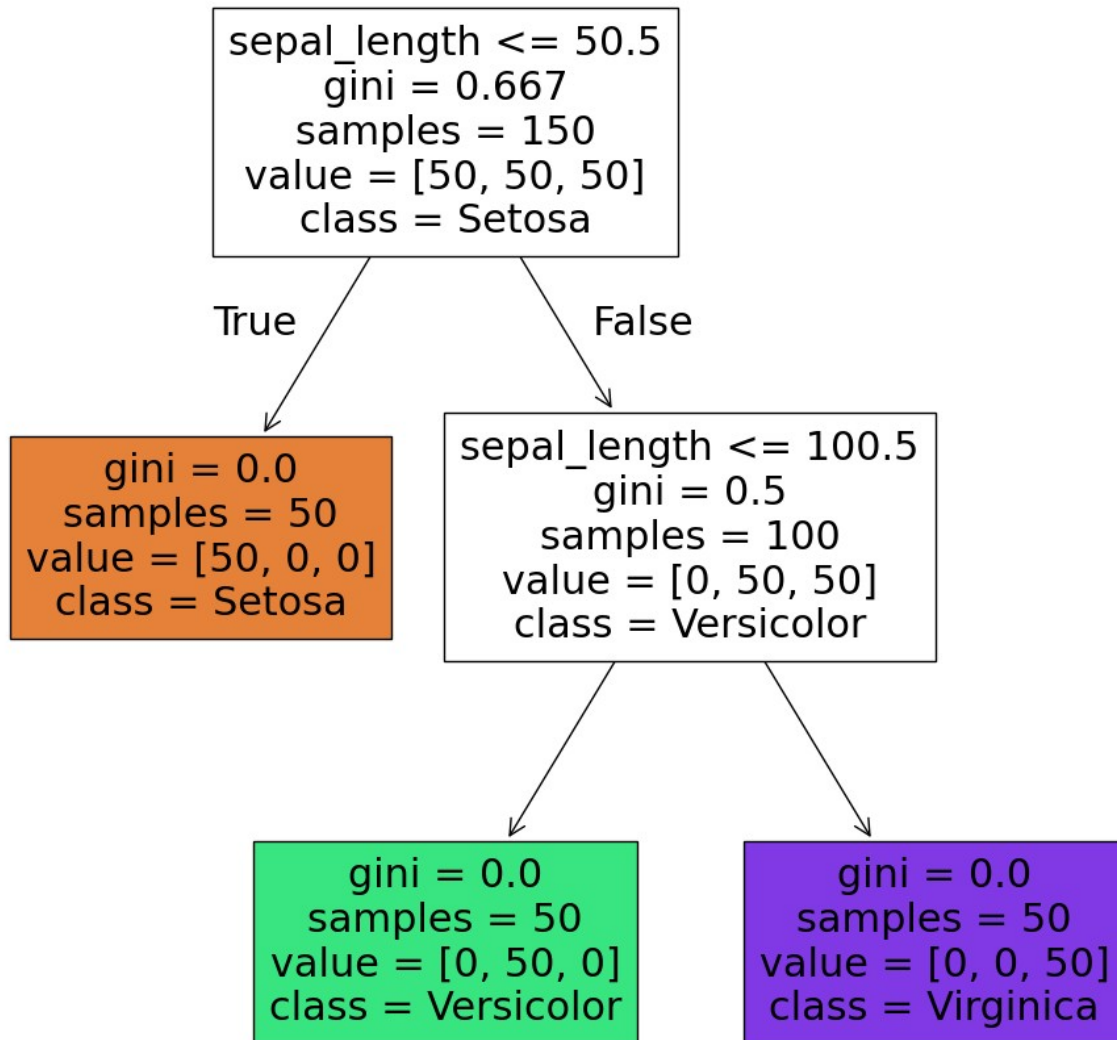 sepal_length <= 50.5
gini = 0.667
samples = 150
value = [50, 50, 50]
class = Setosa
True
False
gini = 0.0
samples = 50
value = [50, 0, 0]
class = Setosa
sepal_length <= 100.5
gini = 0.5
samples = 100
value = [0, 50, 50]
class = Versicolor
gini = 0.0
samples = 50
value = [0, 50, 0]
class = Versicolor
gini = 0.0
samples = 50
value = [0, 0, 50]
class = Virginica